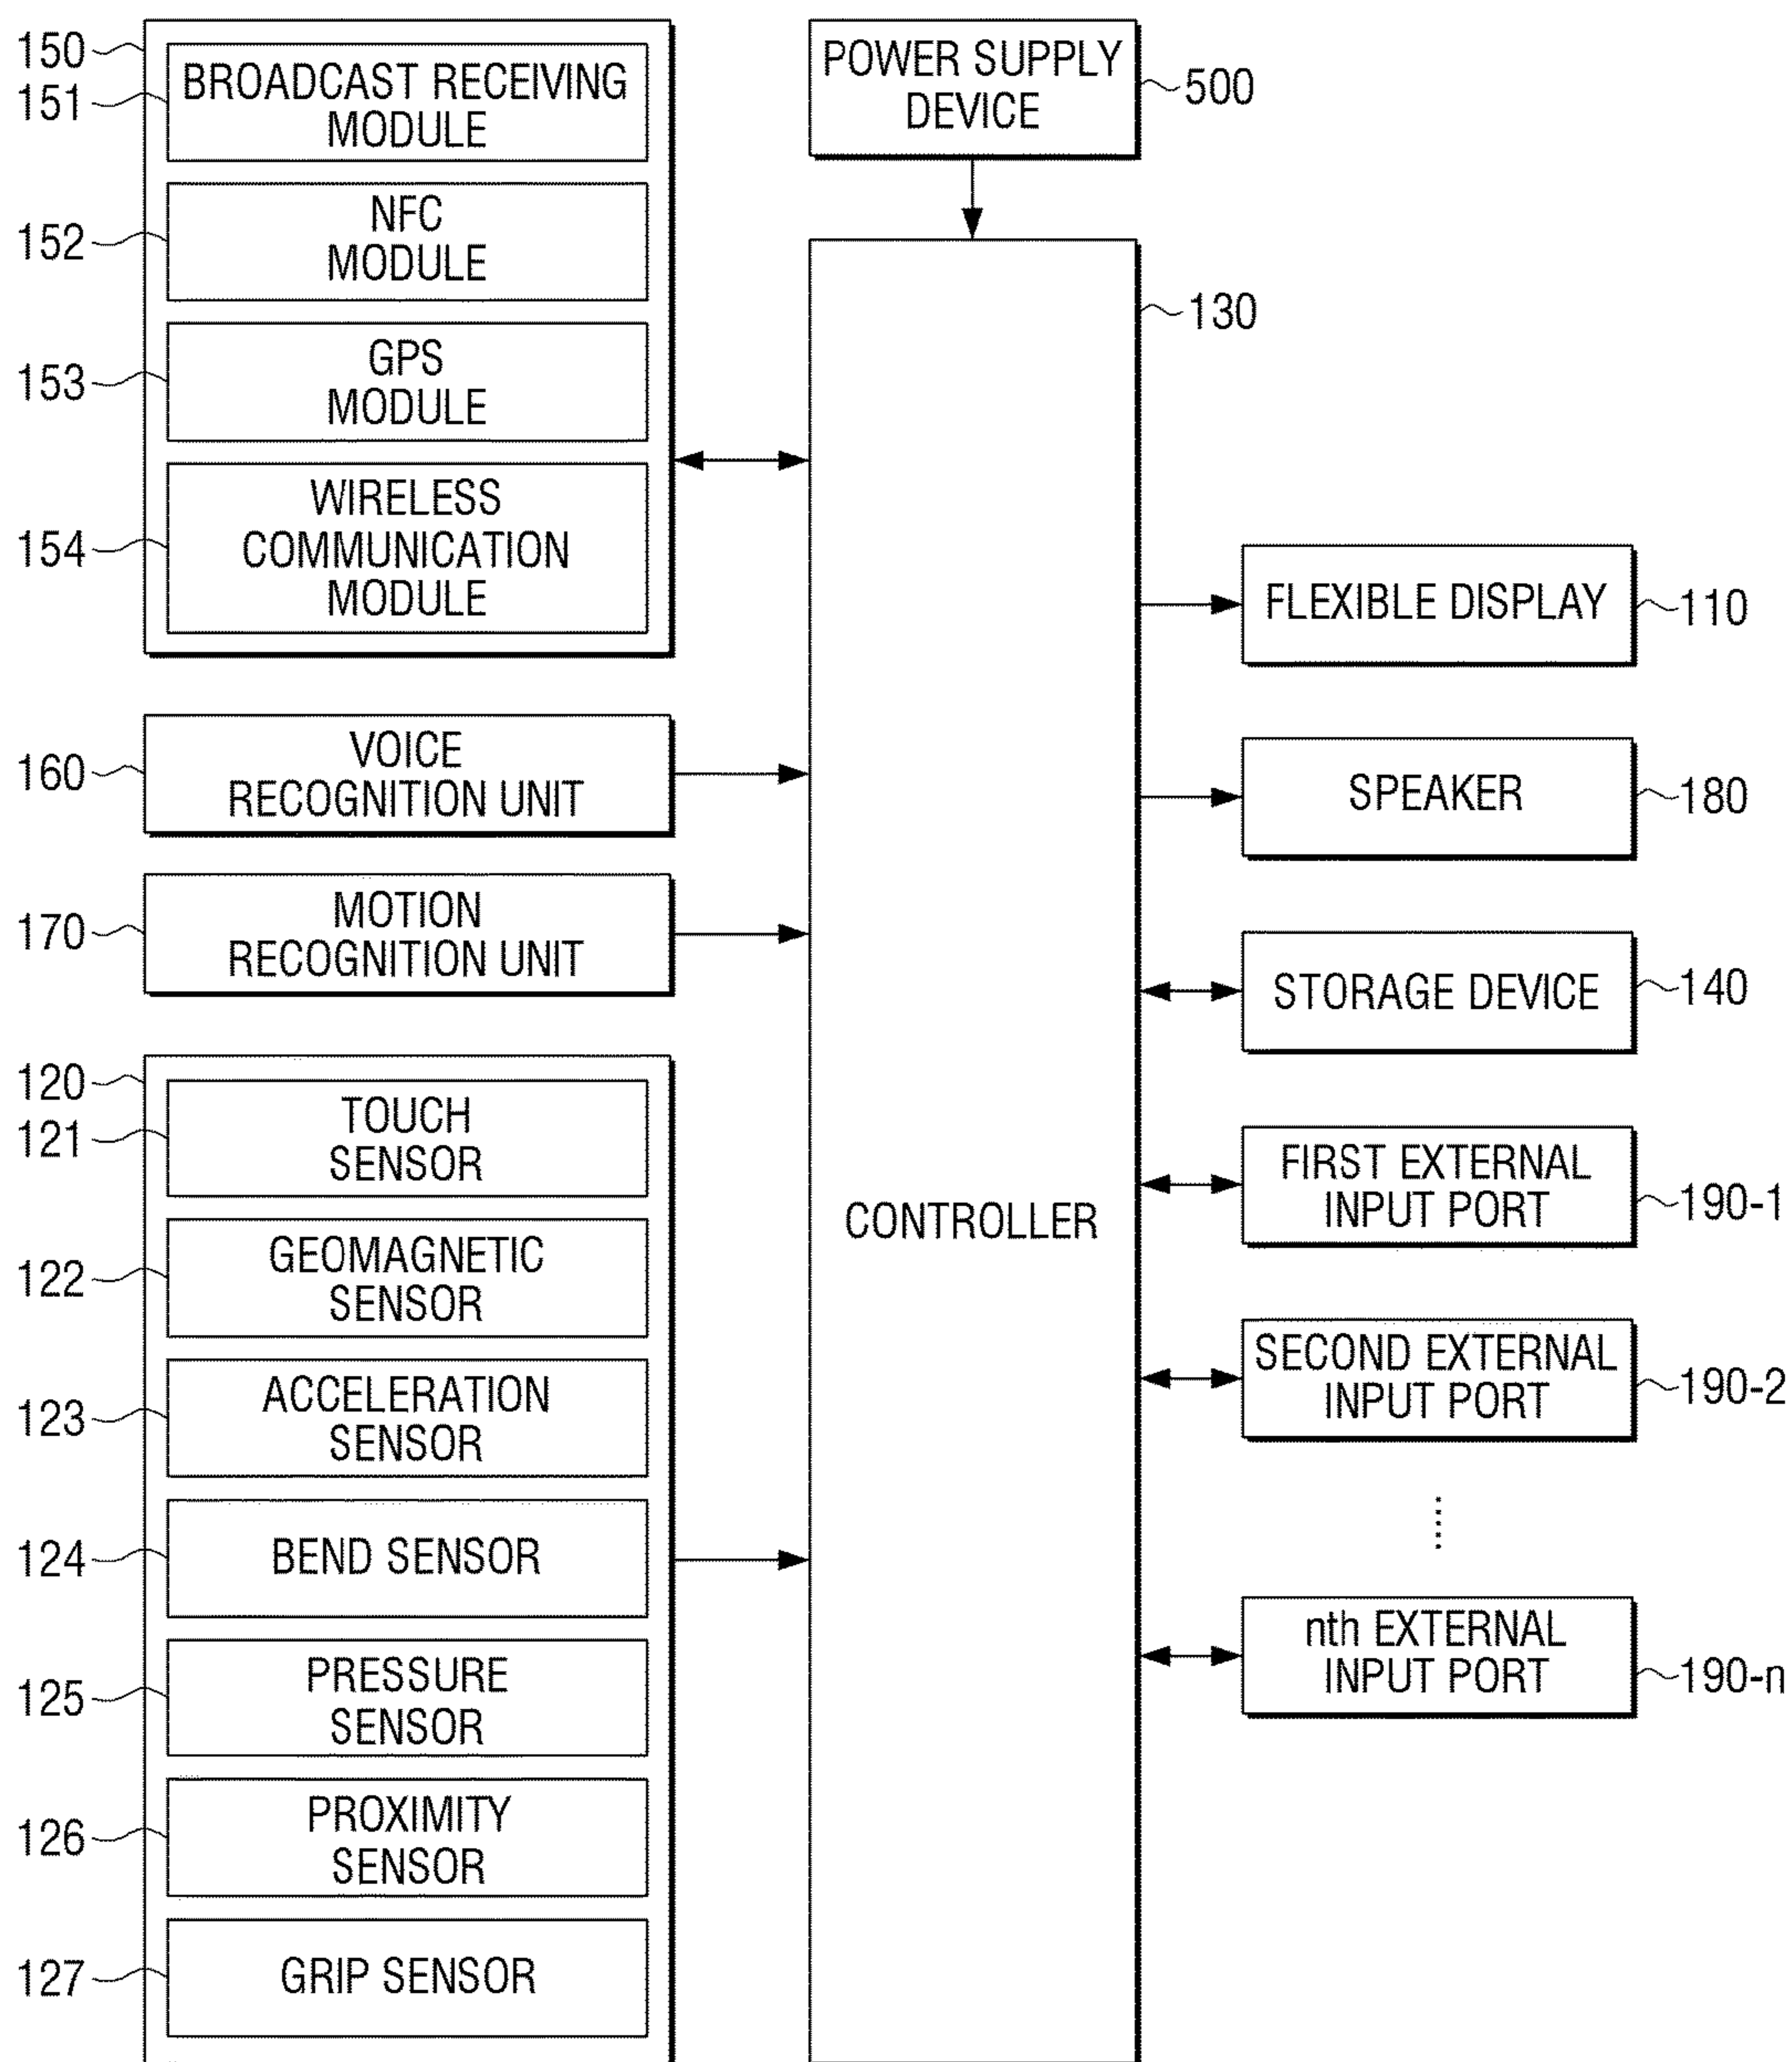 150
151
BROADCAST RECEIVING
MODULE
152
NFC
MODULE
153
GPS
MODULE
154
WIRELESS
COMMUNICATION
MODULE
160
VOICE
RECOGNITION UNIT
170
MOTION
RECOGNITION UNIT
120
121
TOUCH
SENSOR
122
GEOMAGNETIC
SENSOR
123
ACCELERATION
SENSOR
124
BEND SENSOR
125
PRESSURE
SENSOR
126
PROXIMITY
SENSOR
127
GRIP SENSOR
POWER SUPPLY
DEVICE
500
130
CONTROLLER
FLEXIBLE DISPLAY
110
SPEAKER
180
STORAGE DEVICE
140
FIRST EXTERNAL
INPUT PORT
190-1
SECOND EXTERNAL
INPUT PORT
190-2
nth EXTERNAL
INPUT PORT
190-n